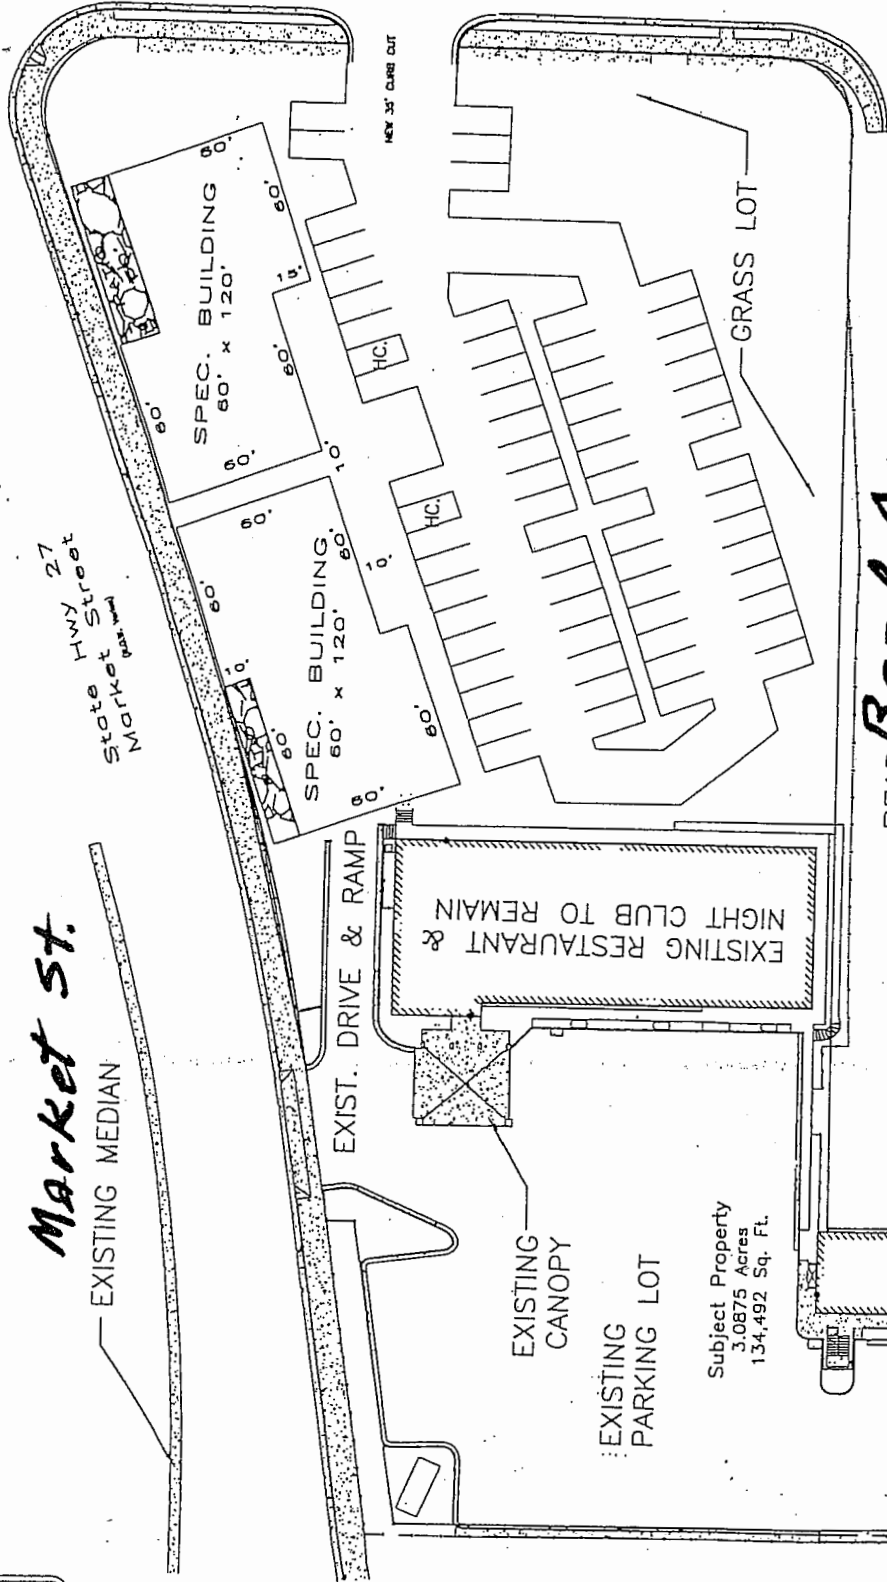 Market St.
EXISTING MEDIAN
State Hwy 27
Market Street
NEW 35' CURB CUT
SPEC. BUILDING
60' x 120'
60'
60'
15'
60'
60'
60'
10'
HC.
SPEC. BUILDING
60' x 120'
60'
60'
10'
60'
60'
10'
60'
60'
10'
HC.
GRASS LOT
EXIST. DRIVE & RAMP
EXISTING RESTAURANT &
NIGHT CLUB TO REMAIN
EXISTING
CANOPY
EXISTING
PARKING LOT
Subject Property
3.0875 Acres
134,492 Sq. Ft.